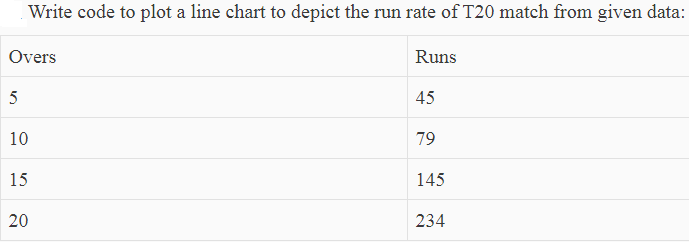 Write code to plot a line chart to depict the run rate of T20 match from given data:
Overs Runs
5 45
10 79
15 145
20 234